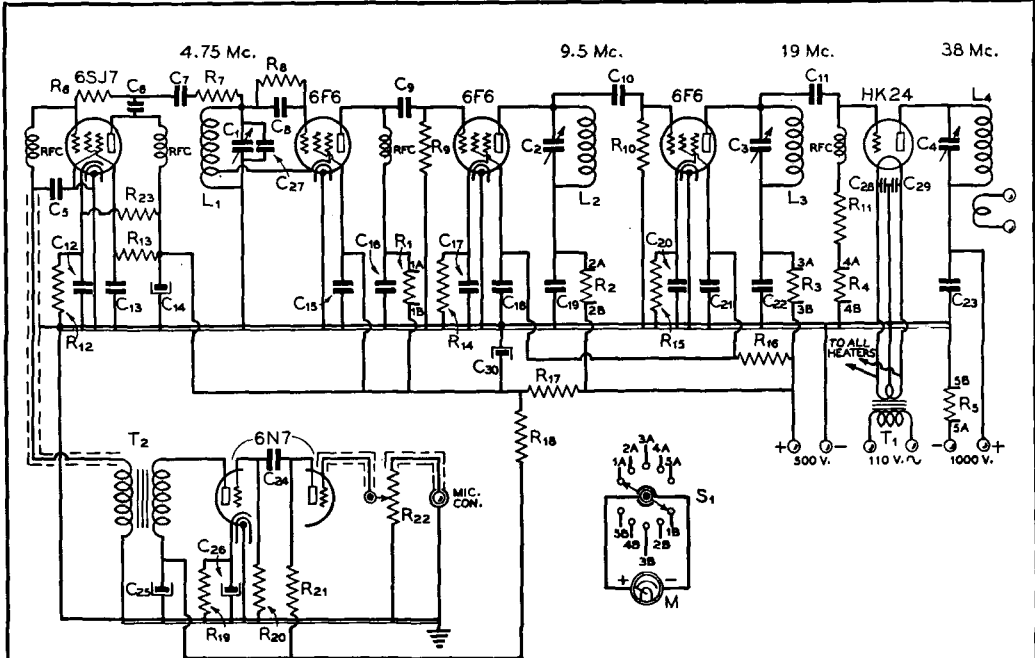 4.75 Mc. 9.5 Mc. 19 Mc. 38 Mc.
6SJ7 C6 C7 R7 R8 6F6 C9 6F6 C10 6F6 C11 HK24 L4
R6 RFC RFC C1 C8 C27 L1 RFC R9 C2 L2 R10 C3 L3 RFC C4
C28 C29
C5 R23 R11
C12 R13 C16 R1 C17 C20
1A 2A 3A 4A
C13 C14 C15 C18 C19 R2 C21 C22 R3 R4 C23
1B 2B 3B 4B
R12 R14 R15 R16
C30
TO ALL
HEATERS
R17
R18
5B
R5
5A
T1
+ 500 V. - 110 V. ~ - 1000 V. +
T2 6N7
C24
R22
MIC.
CON.
C25 C26
R19 R20 R21
3A
2A 4A
1A 5A
S1
5B 1B
4B 2B
3B
+ -
M